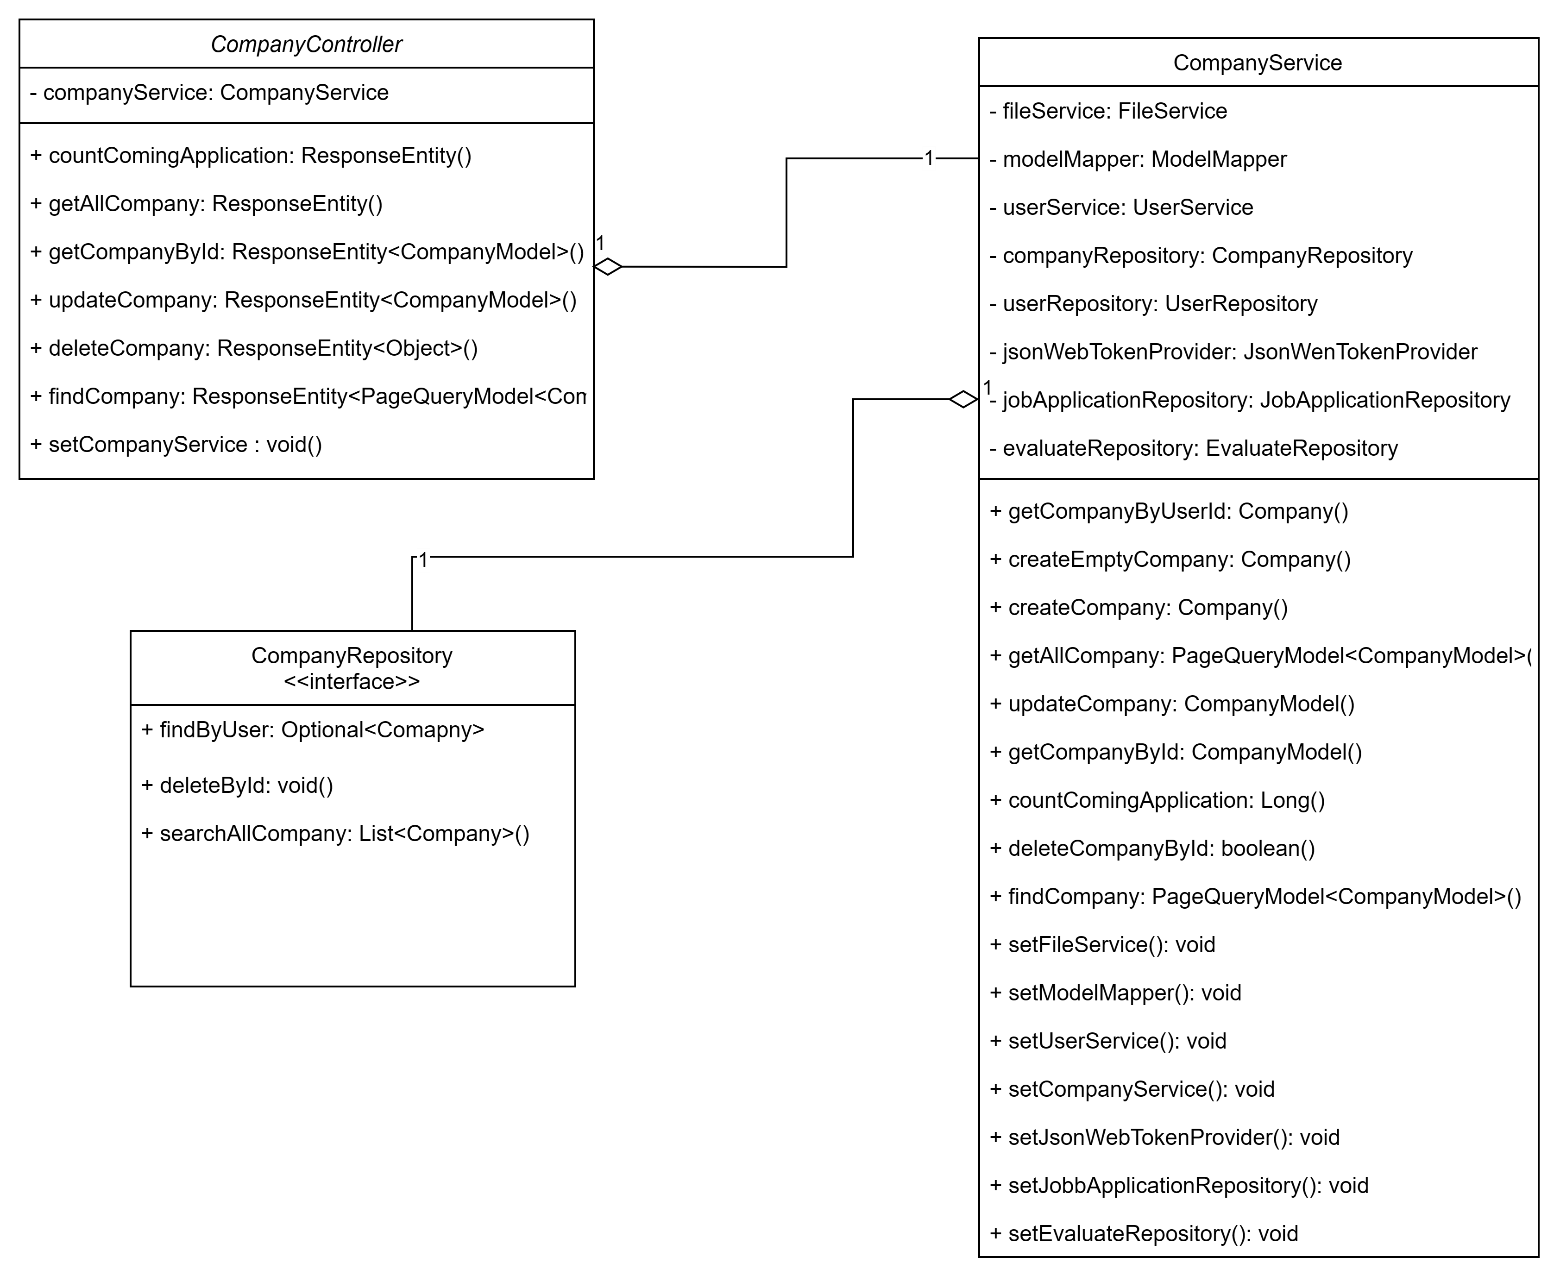 CompanyController
- companyService: CompanyService
+ countComingApplication: ResponseEntity()
+ getAllCompany: ResponseEntity()
+ getCompanyById: ResponseEntity<CompanyModel>()
+ updateCompany: ResponseEntity<CompanyModel>()
+ deleteCompany: ResponseEntity<Object>()
+ findCompany: ResponseEntity<PageQueryModel<Com
+ setCompanyService : void()
1
1
CompanyService
- fileService: FileService
- modelMapper: ModelMapper
- userService: UserService
- companyRepository: CompanyRepository
- userRepository: UserRepository
- jsonWebTokenProvider: JsonWenTokenProvider
- jobApplicationRepository: JobApplicationRepository
- evaluateRepository: EvaluateRepository
+ getCompanyByUserId: Company()
+ createEmptyCompany: Company()
+ createCompany: Company()
+ getAllCompany: PageQueryModel<CompanyModel>(
+ updateCompany: CompanyModel()
+ getCompanyById: CompanyModel()
+ countComingApplication: Long()
+ deleteCompanyById: boolean()
+ findCompany: PageQueryModel<CompanyModel>()
+ setFileService(): void
+ setModelMapper(): void
+ setUserService(): void
+ setCompanyService(): void
+ setJsonWebTokenProvider(): void
+ setJobbApplicationRepository(): void
+ setEvaluateRepository(): void
1
1
CompanyRepository
<<interface>>
+ findByUser: Optional<Comapny>
+ deleteById: void()
+ searchAllCompany: List<Company>()